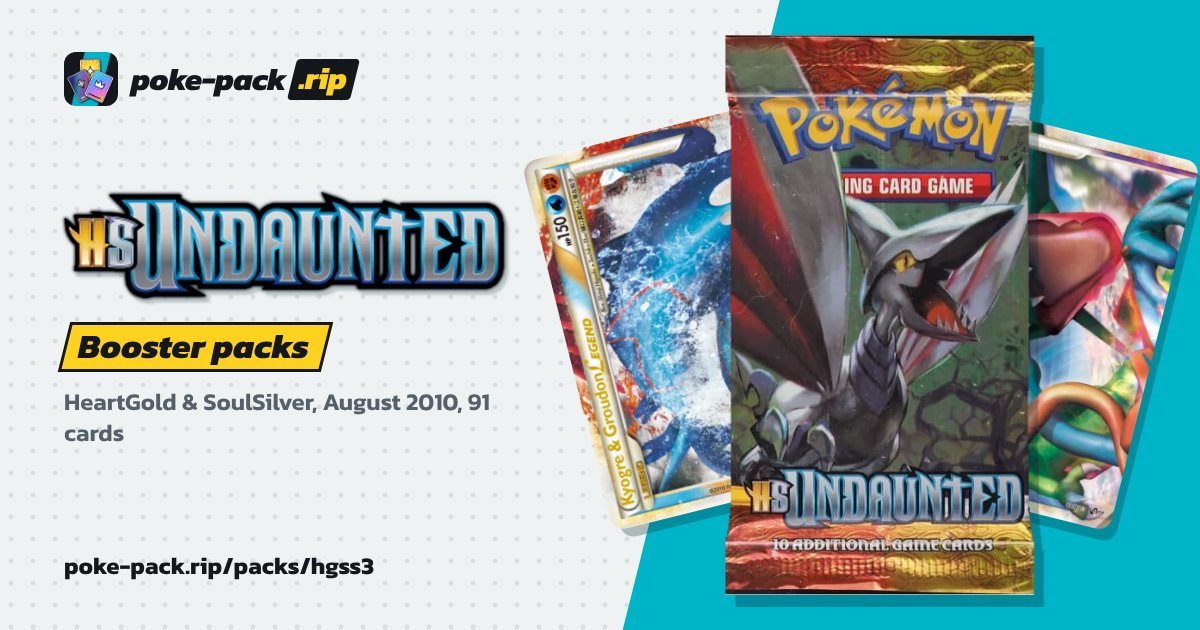 poke-pack .rip
HS UNDAUNTED
Booster packs
HeartGold & SoulSilver, August 2010, 91
cards
poke-pack.rip/packs/hgss3
POKéMON
ING CARD GAME
HS UNDAUNTED
10 ADDITIONAL GAME CARDS
HP 150
Kyogre & Groudon LEGEND